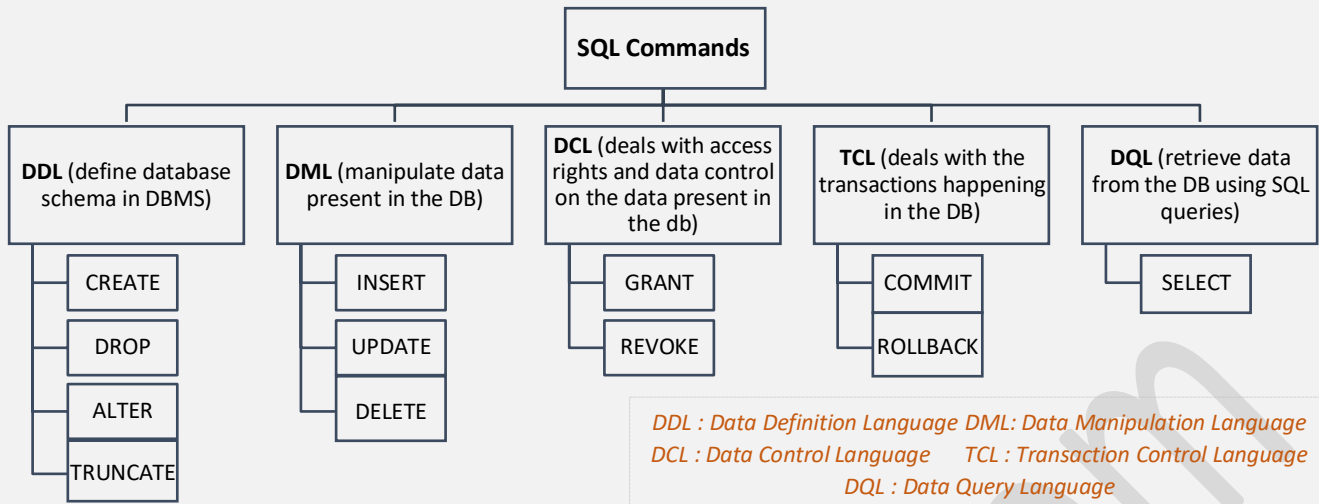 SQL Commands
DDL (define database
schema in DBMS)
CREATE
DROP
ALTER
TRUNCATE
DML (manipulate data
present in the DB)
INSERT
UPDATE
DELETE
DCL (deals with access
rights and data control
on the data present in
the db)
GRANT
REVOKE
TCL (deals with the
transactions happening
in the DB)
COMMIT
ROLLBACK
DQL (retrieve data
from the DB using SQL
queries)
SELECT
DDL : Data Definition Language DML: Data Manipulation Language
DCL : Data Control Language TCL : Transaction Control Language
DQL : Data Query Language